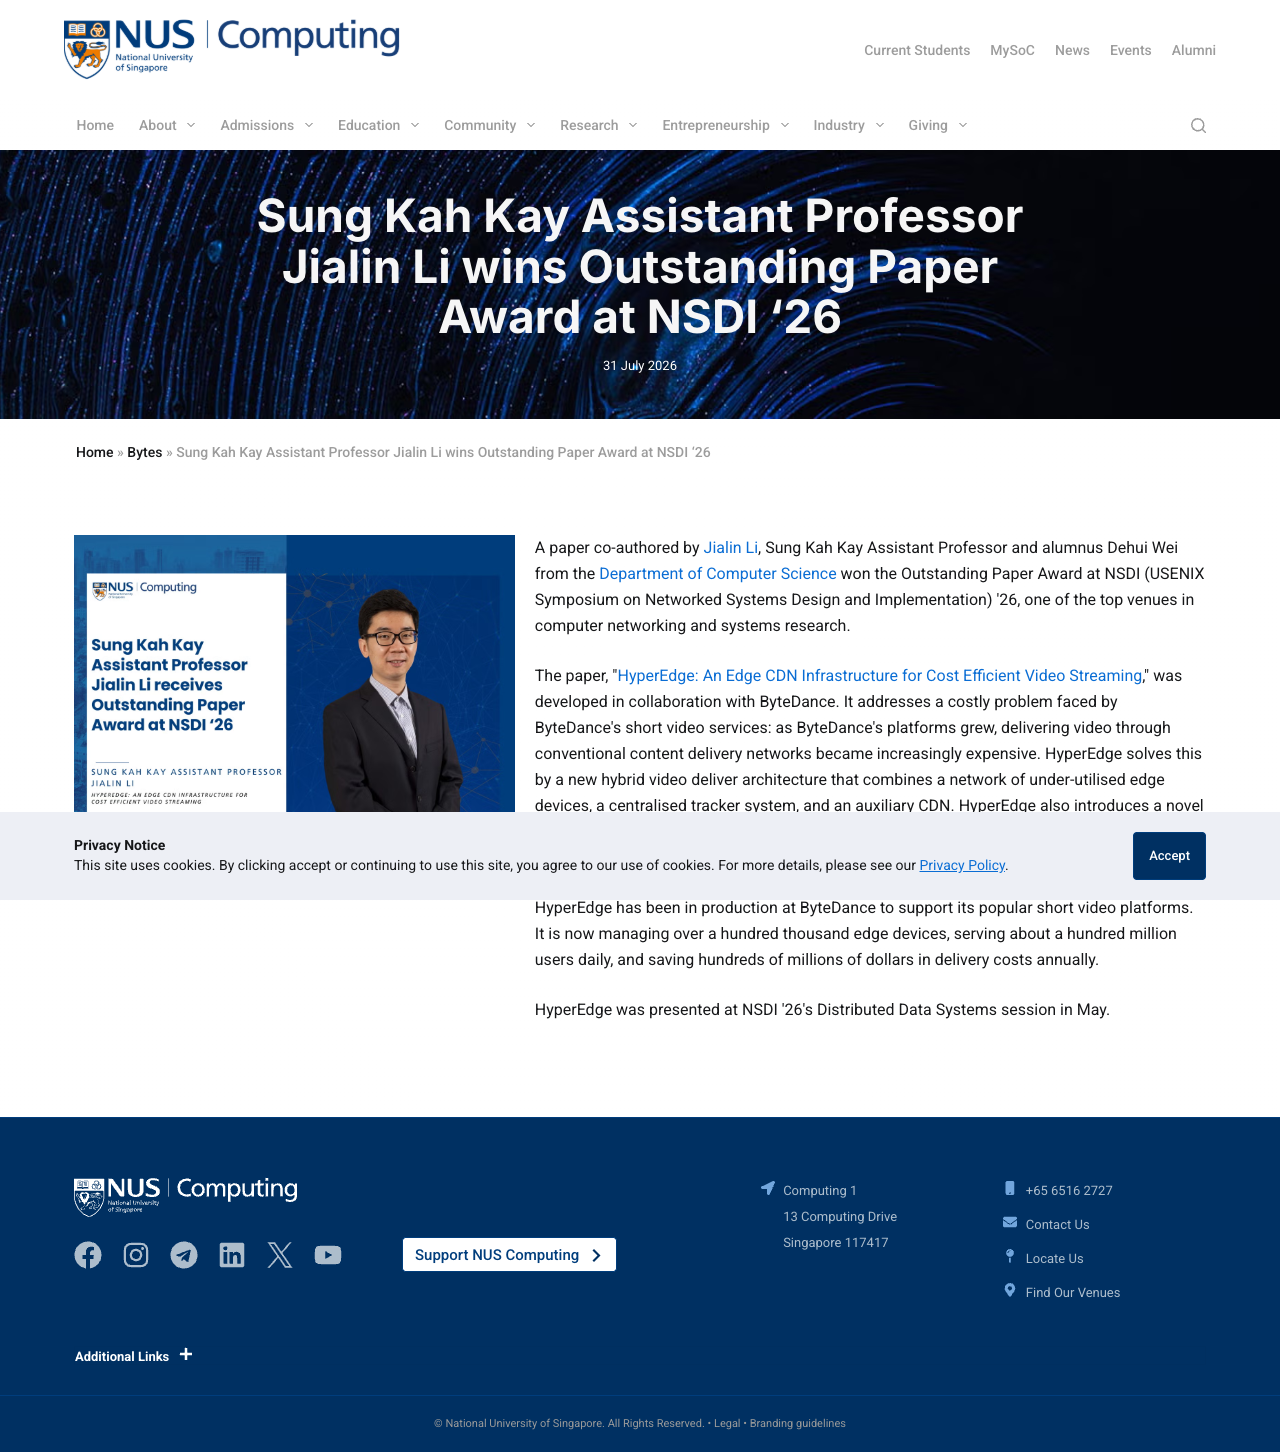 NUS
National University
of Singapore
Computing
Current Students MySoC News Events Alumni
Home About Admissions Education Community Research Entrepreneurship Industry Giving
Sung Kah Kay Assistant Professor
Jialin Li wins Outstanding Paper
Award at NSDI ‘26
31 July 2026
Home » Bytes » Sung Kah Kay Assistant Professor Jialin Li wins Outstanding Paper Award at NSDI ‘26
NUS Computing
National University
of Singapore
Sung Kah Kay
Assistant Professor
Jialin Li receives
Outstanding Paper
Award at NSDI ‘26
SUNG KAH KAY ASSISTANT PROFESSOR
JIALIN LI
HYPEREDGE: AN EDGE CDN INFRASTRUCTURE FOR
COST EFFICIENT VIDEO STREAMING
A paper co-authored by Jialin Li, Sung Kah Kay Assistant Professor and alumnus Dehui Wei
from the Department of Computer Science won the Outstanding Paper Award at NSDI (USENIX
Symposium on Networked Systems Design and Implementation) '26, one of the top venues in
computer networking and systems research.
The paper, "HyperEdge: An Edge CDN Infrastructure for Cost Efficient Video Streaming," was
developed in collaboration with ByteDance. It addresses a costly problem faced by
ByteDance's short video services: as ByteDance's platforms grew, delivering video through
conventional content delivery networks became increasingly expensive. HyperEdge solves this
by a new hybrid video deliver architecture that combines a network of under-utilised edge
devices, a centralised tracker system, and an auxiliary CDN. HyperEdge also introduces a novel
Privacy Notice
This site uses cookies. By clicking accept or continuing to use this site, you agree to our use of cookies. For more details, please see our Privacy Policy.
Accept
HyperEdge has been in production at ByteDance to support its popular short video platforms.
It is now managing over a hundred thousand edge devices, serving about a hundred million
users daily, and saving hundreds of millions of dollars in delivery costs annually.
HyperEdge was presented at NSDI '26's Distributed Data Systems session in May.
NUS Computing
National University
of Singapore
Support NUS Computing
Computing 1
13 Computing Drive
Singapore 117417
+65 6516 2727
Contact Us
Locate Us
Find Our Venues
Additional Links
© National University of Singapore. All Rights Reserved. • Legal • Branding guidelines